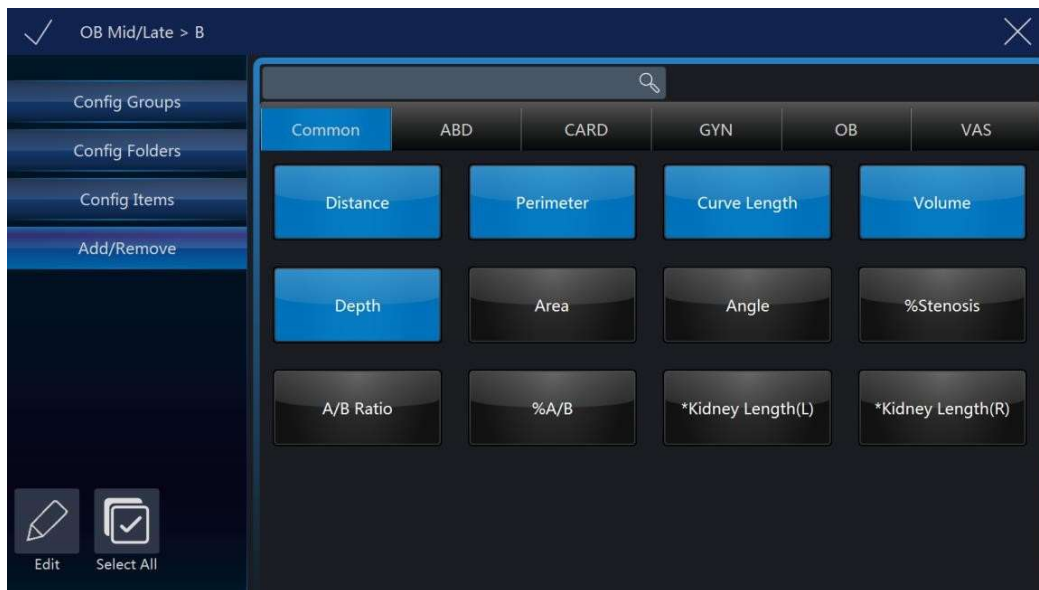 OB Mid/Late > B
Config Groups
Config Folders
Config Items
Add/Remove
Edit
Select All
Common ABD CARD GYN OB VAS
Distance Perimeter Curve Length Volume
Depth Area Angle %Stenosis
A/B Ratio %A/B *Kidney Length(L) *Kidney Length(R)